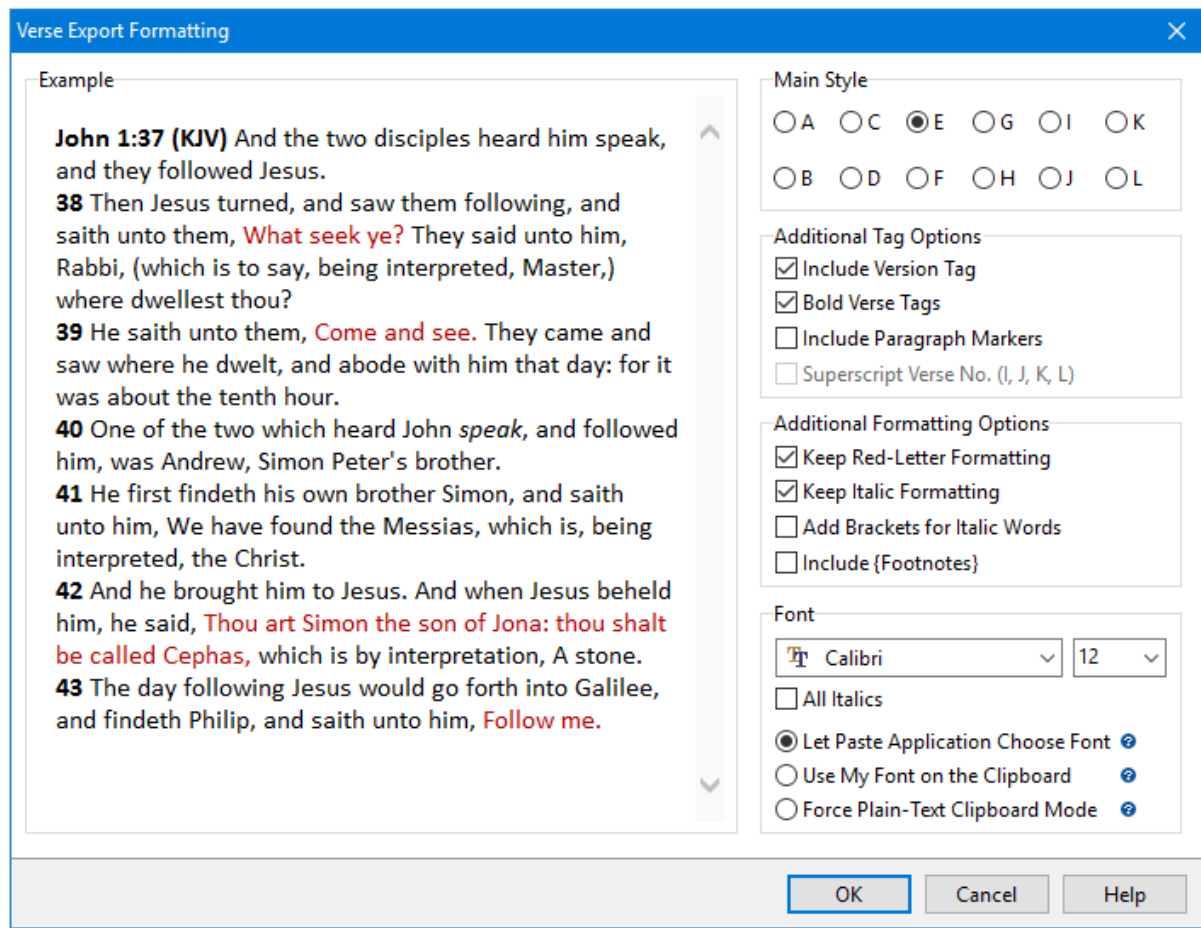 Verse Export Formatting
Example
John 1:37 (KJV) And the two disciples heard him speak,
and they followed Jesus.
38 Then Jesus turned, and saw them following, and
saith unto them, What seek ye? They said unto him,
Rabbi, (which is to say, being interpreted, Master,)
where dwellest thou?
39 He saith unto them, Come and see. They came and
saw where he dwelt, and abode with him that day: for it
was about the tenth hour.
40 One of the two which heard John speak, and followed
him, was Andrew, Simon Peter's brother.
41 He first findeth his own brother Simon, and saith
unto him, We have found the Messias, which is, being
interpreted, the Christ.
42 And he brought him to Jesus. And when Jesus beheld
him, he said, Thou art Simon the son of Jona: thou shalt
be called Cephas, which is by interpretation, A stone.
43 The day following Jesus would go forth into Galilee,
and findeth Philip, and saith unto him, Follow me.
Main Style
A C E G I K
B D F H J L
Additional Tag Options
Include Version Tag
Bold Verse Tags
Include Paragraph Markers
Superscript Verse No. (I, J, K, L)
Additional Formatting Options
Keep Red-Letter Formatting
Keep Italic Formatting
Add Brackets for Italic Words
Include {Footnotes}
Font
Calibri 12
All Italics
Let Paste Application Choose Font ?
Use My Font on the Clipboard ?
Force Plain-Text Clipboard Mode ?
OK Cancel Help